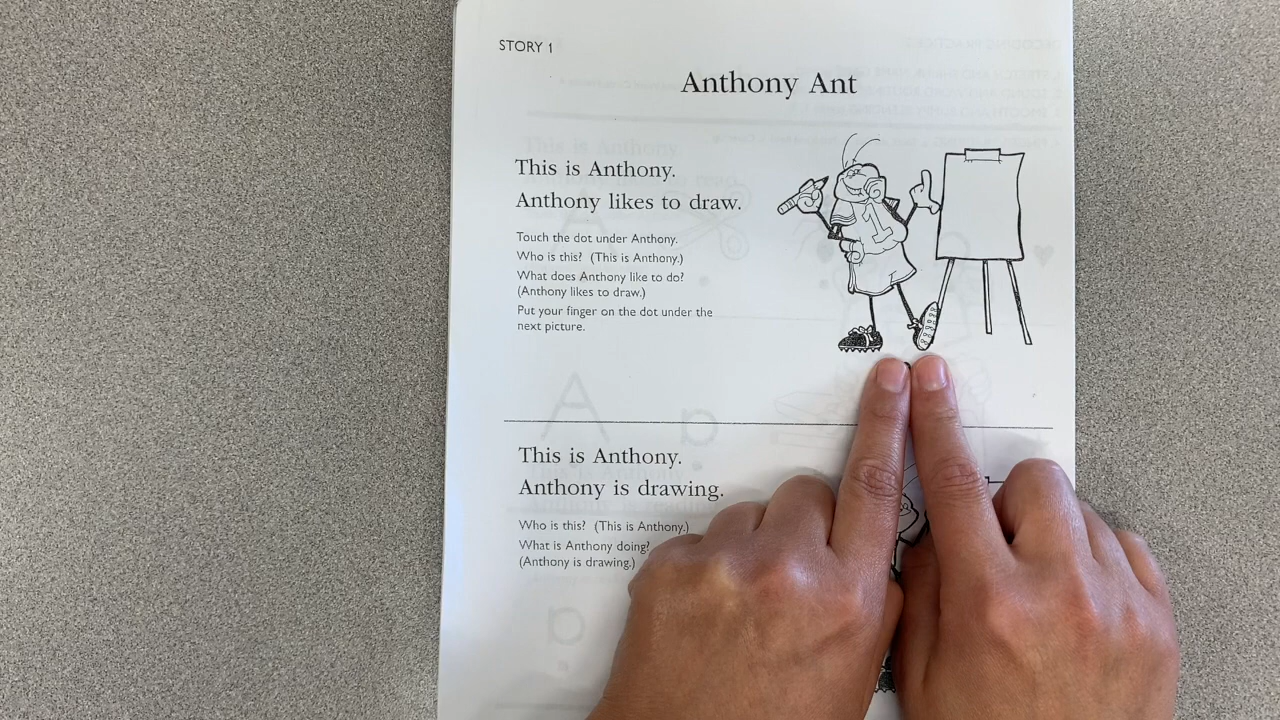 STORY 1
Anthony Ant
This is Anthony.
Anthony likes to draw.
Touch the dot under Anthony.
Who is this? (This is Anthony.)
What does Anthony like to do?
(Anthony likes to draw.)
Put your finger on the dot under the
next picture.
1
This is Anthony.
Anthony is drawing.
Who is this? (This is Anthony.)
What is Anthony doing?
(Anthony is drawing.)